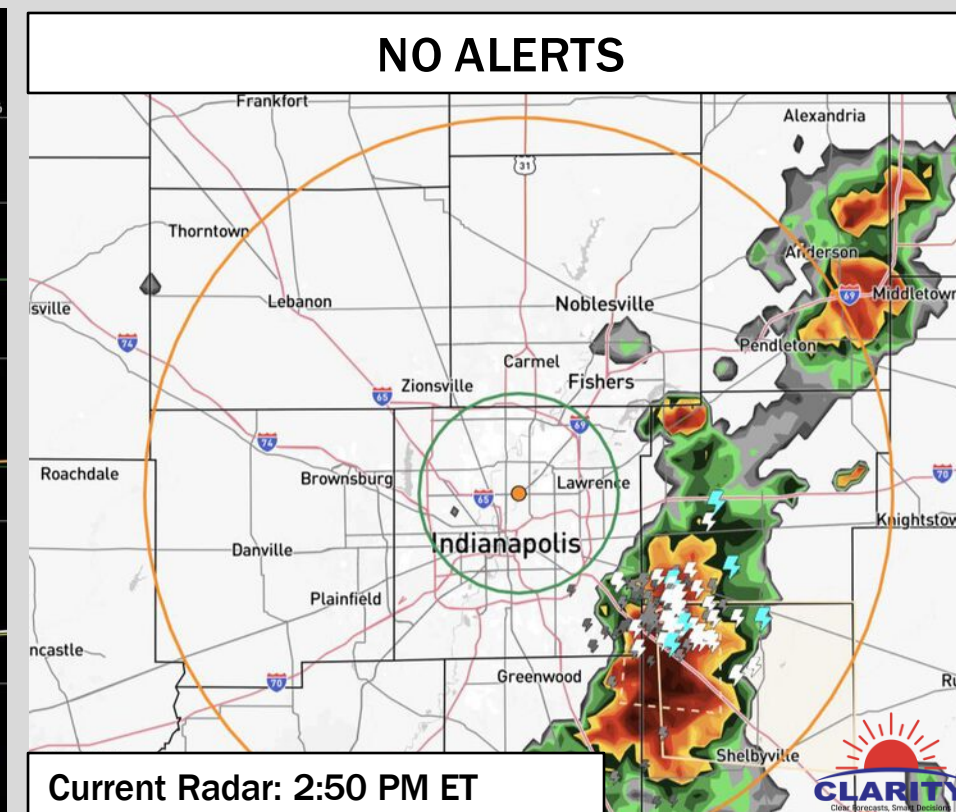 NO ALERTS
Frankfort
Alexandria
31
Thorntown
Anderson
Lebanon
Noblesville
69
Middletown
sville
74
Pendleton
Carmel
Zionsville
Fishers
65
69
74
Roachdale
Brownsburg
Lawrence
70
65
Knightstow
Indianapolis
Danville
Plainfield
ncastle
Greenwood
70
Ru
Shelbyville
Current Radar: 2:50 PM ET
CLARITY
Clear Forecasts, Smart Decisions